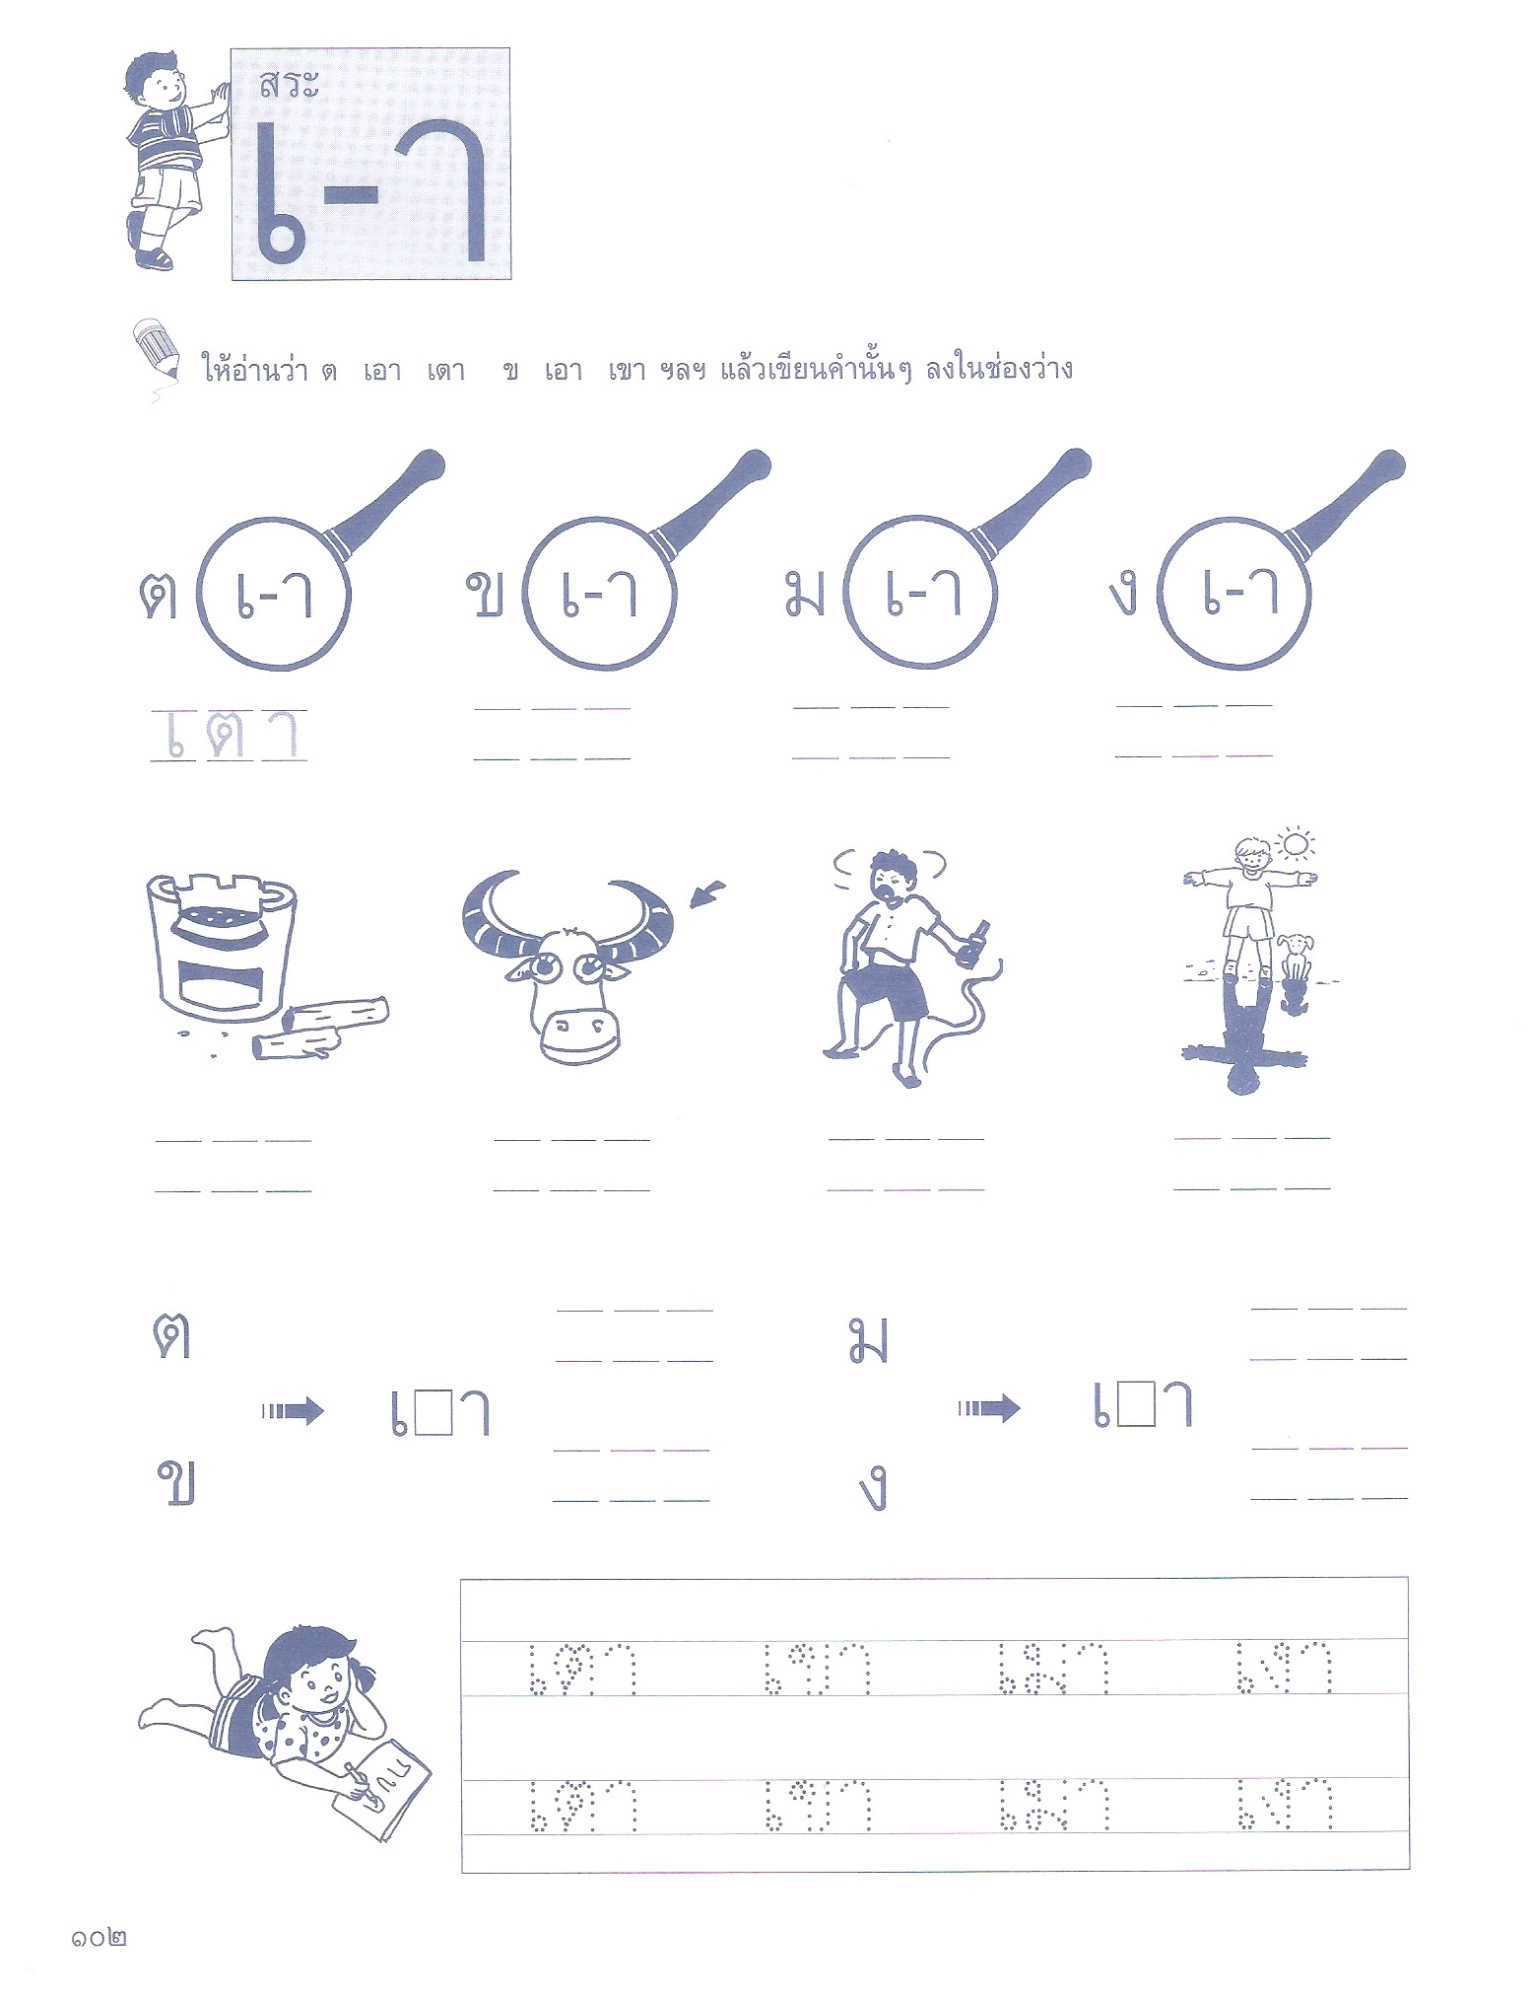 สระ
เ-า
ให้อ่านว่า ต เอา เตา ข เอา เขา ฯลฯ แล้วเขียนคำนั้นๆ ลงในช่องว่าง
ต เ-า ข เ-า ม เ-า ง เ-า
เตา
ต ม
เ□า เ□า
ข ง
เตา เขา เมา เงา
เตา เขา เมา เงา
๑๐๒